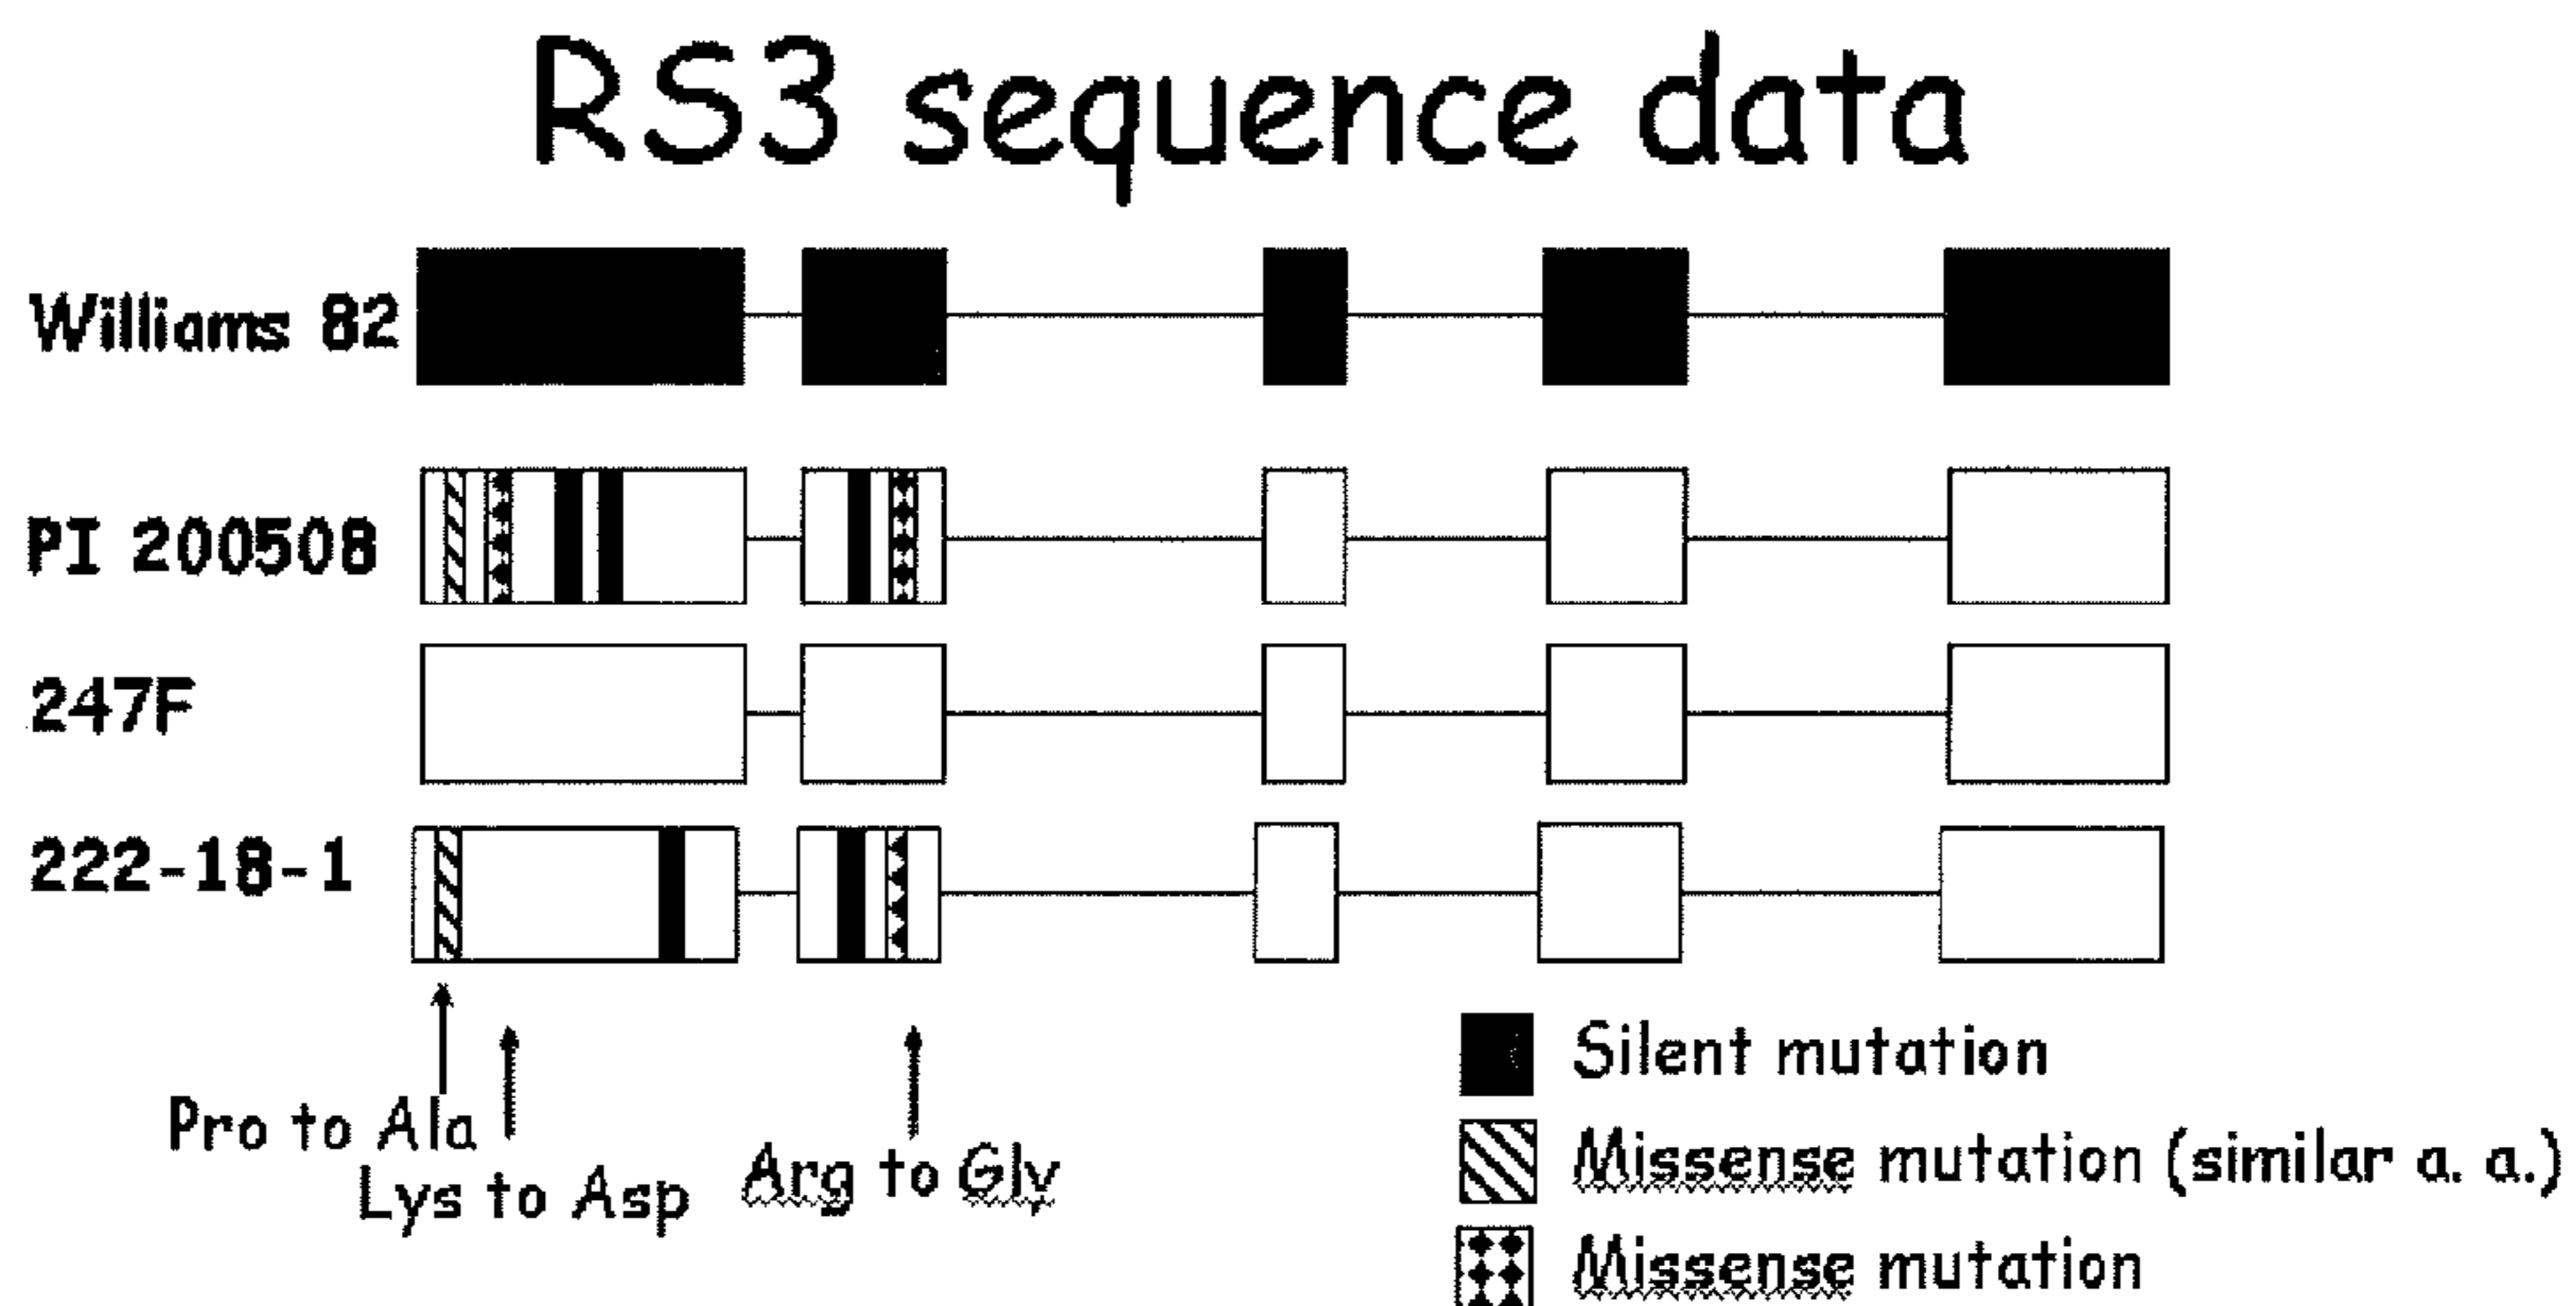 RS3 sequence data
Williams 82
PI 200508
247F
222-18-1
Pro to Ala
Lys to Asp
Arg to Gly
Silent mutation
Missense mutation (similar a. a.)
Missense mutation